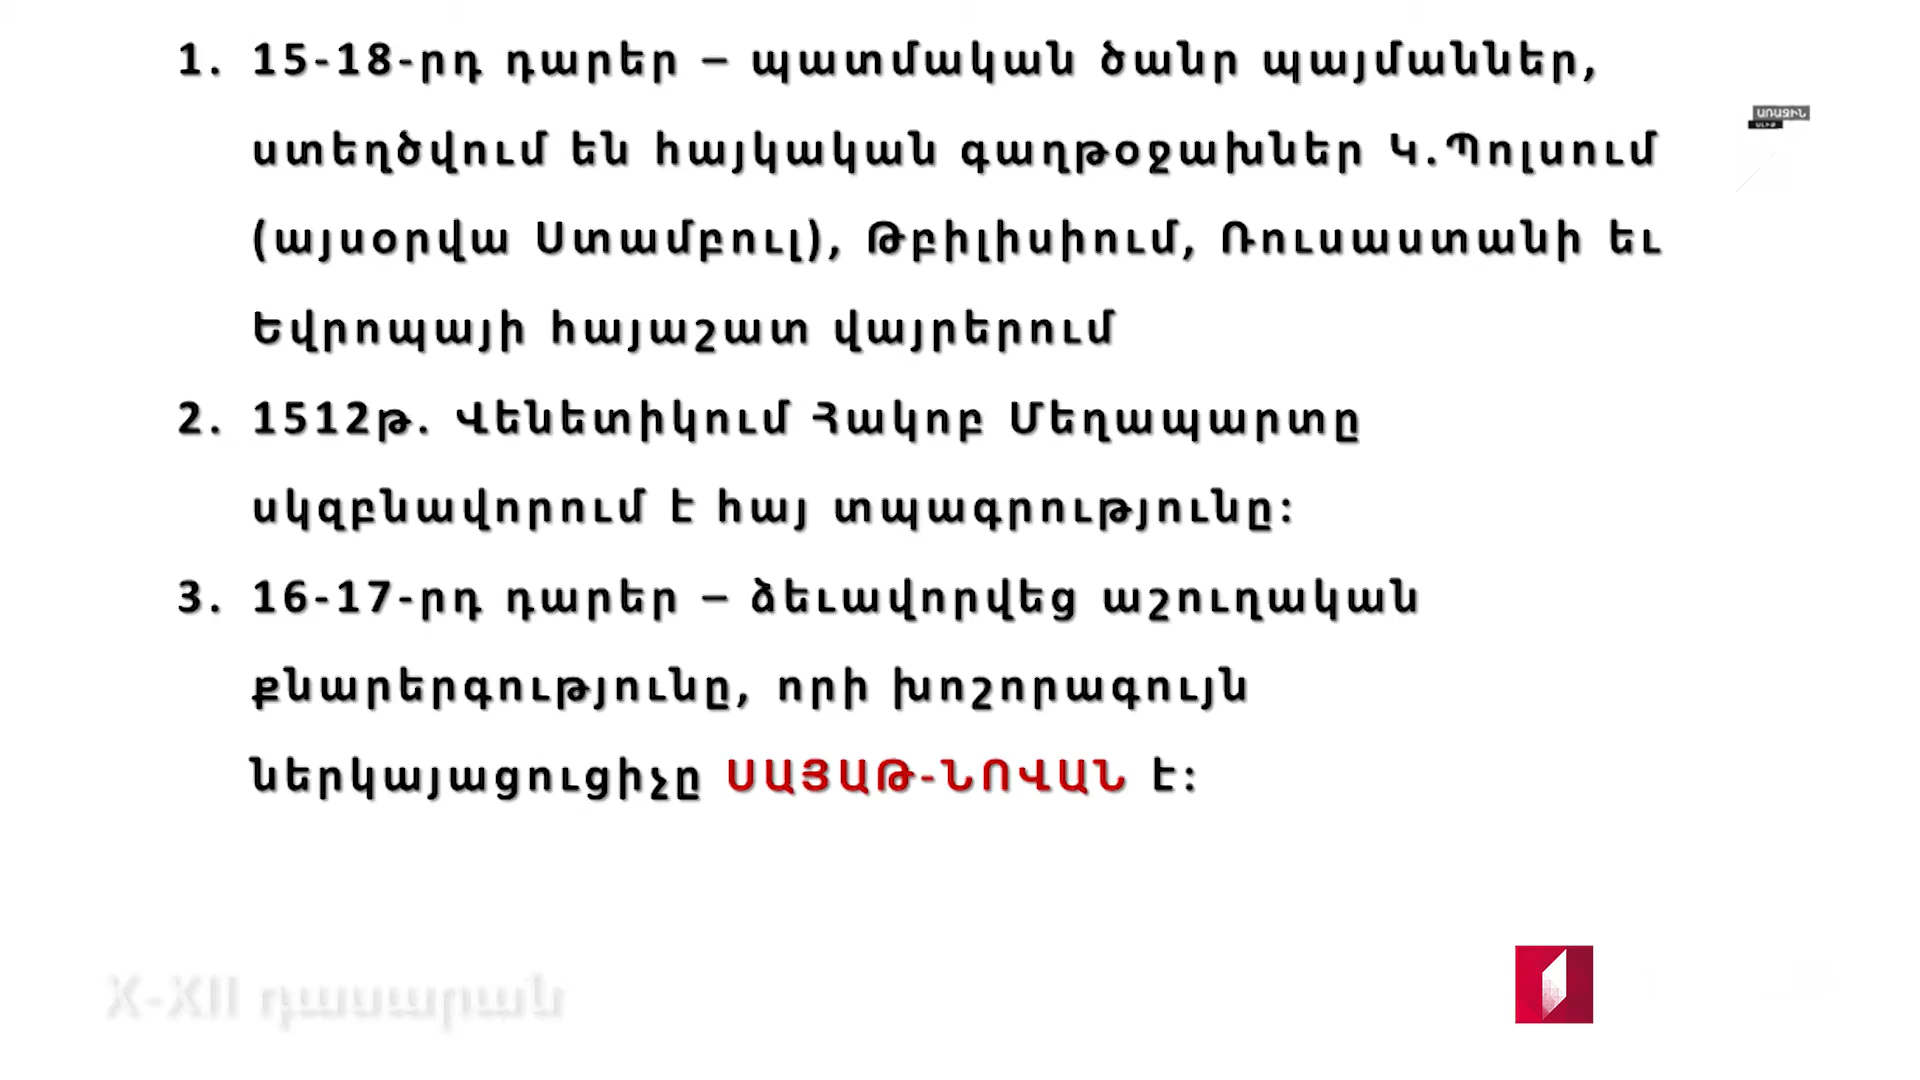 1. 15-18-րդ դարեր – պատմական ծանր պայմաններ,
ստեղծվում են հայկական գաղթօջախներ Կ.Պոլսում
(այսօրվա Ստամբուլ), Թբիլիսիում, Ռուսաստանի եւ
Եվրոպայի հայաշատ վայրերում
2. 1512թ. Վենետիկում Հակոբ Մեղապարտը
սկզբնավորում է հայ տպագրությունը:
3. 16-17-րդ դարեր – ձեւավորվեց աշուղական
քնարերգությունը, որի խոշորագույն
ներկայացուցիչը ՍԱՅԱԹ-ՆՈՎԱՆ է:
ԱՌԱՋԻՆ
ԱԼԻՔ
X-XII դասարան